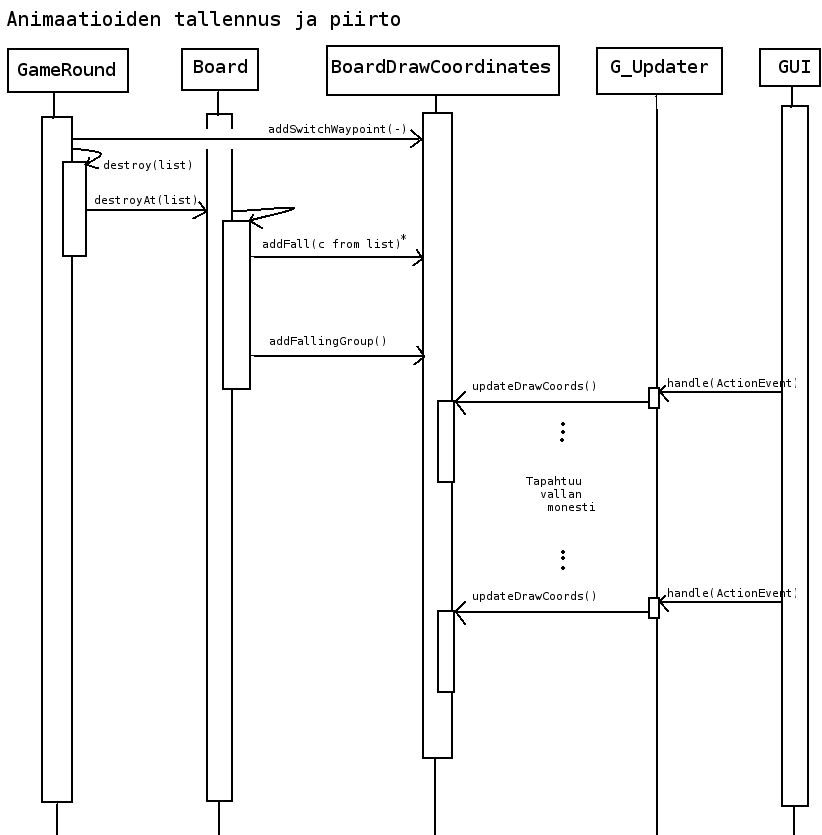 Animaatioiden tallennus ja piirto
GameRound
Board
BoardDrawCoordinates
G_Updater
GUI
addSwitchWaypoint(-)
destroy(list)
destroyAt(list)
addFall(c from list)*
addFallingGroup()
updateDrawCoords()
handle(ActionEvent)
Tapahtuu
vallan
monesti
updateDrawCoords()
handle(ActionEvent)